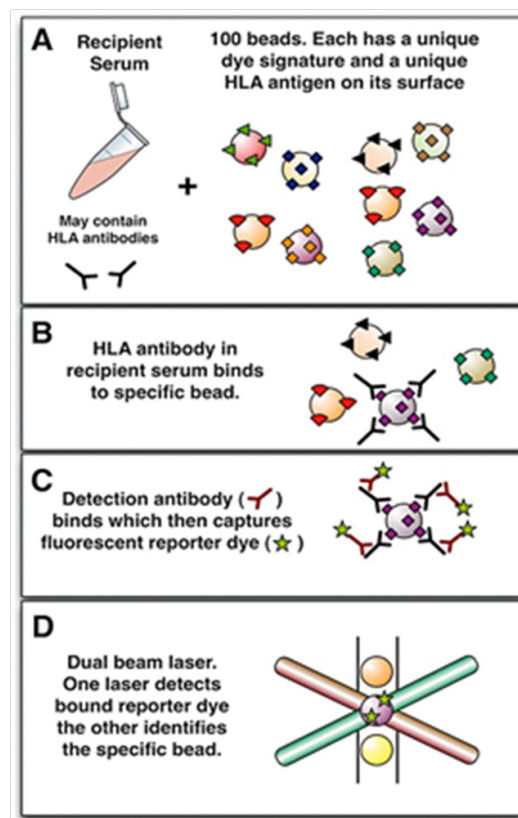 A
Recipient
Serum
100 beads. Each has a unique
dye signature and a unique
HLA antigen on its surface
+
May contain
HLA antibodies
B
HLA antibody in
recipient serum binds
to specific bead.
C
Detection antibody ( )
binds which then captures
fluorescent reporter dye ( )
D
Dual beam laser.
One laser detects
bound reporter dye
the other identifies
the specific bead.